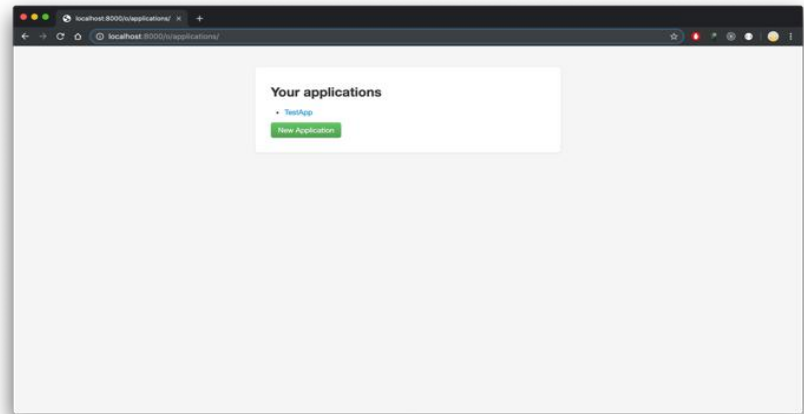 localhost:8000/o/applications/
localhost:8000/o/applications/
Your applications
TestApp
New Application